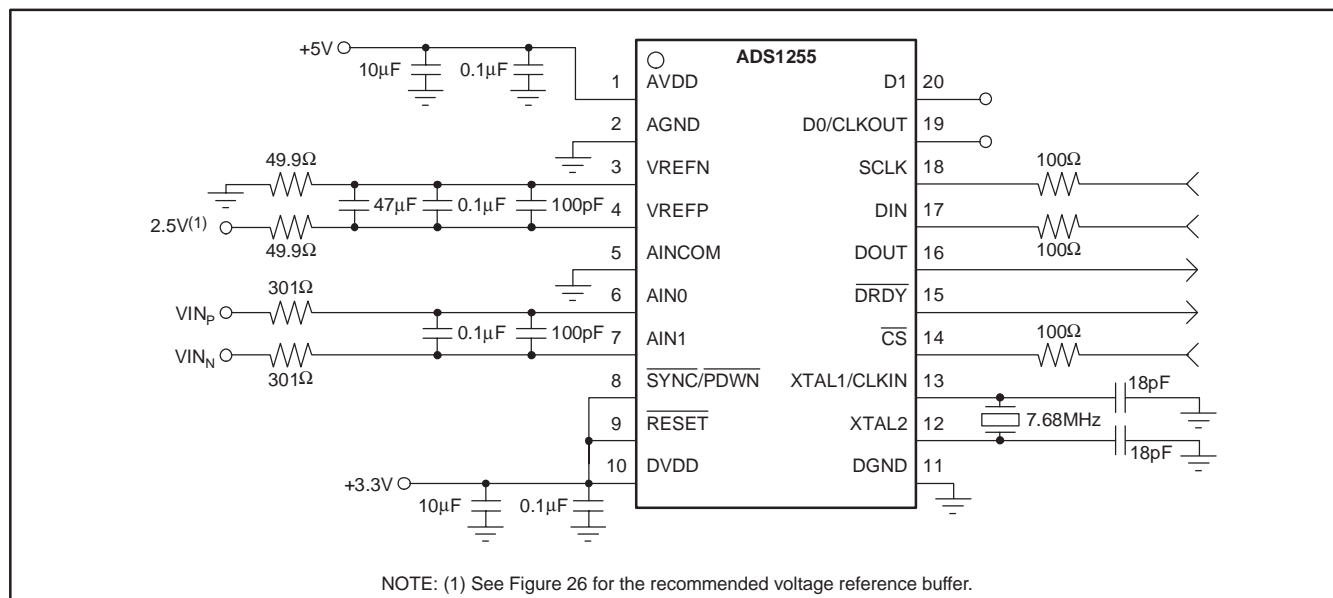 ADS1255
+5V
10μF
0.1μF
1 AVDD
D1 20
2 AGND
D0/CLKOUT 19
49.9Ω
3 VREFN
SCLK 18
100Ω
47μF
0.1μF
100pF
2.5V(1)
4 VREFP
DIN 17
49.9Ω
100Ω
5 AINCOM
DOUT 16
301Ω
VINP
6 AIN0
DRDY 15
0.1μF
100pF
7 AIN1
CS 14
100Ω
VINN
301Ω
8 SYNC/PDWN
XTAL1/CLKIN 13
18pF
9 RESET
XTAL2 12
7.68MHz
18pF
10 DVDD
DGND 11
+3.3V
10μF
0.1μF
NOTE: (1) See Figure 26 for the recommended voltage reference buffer.